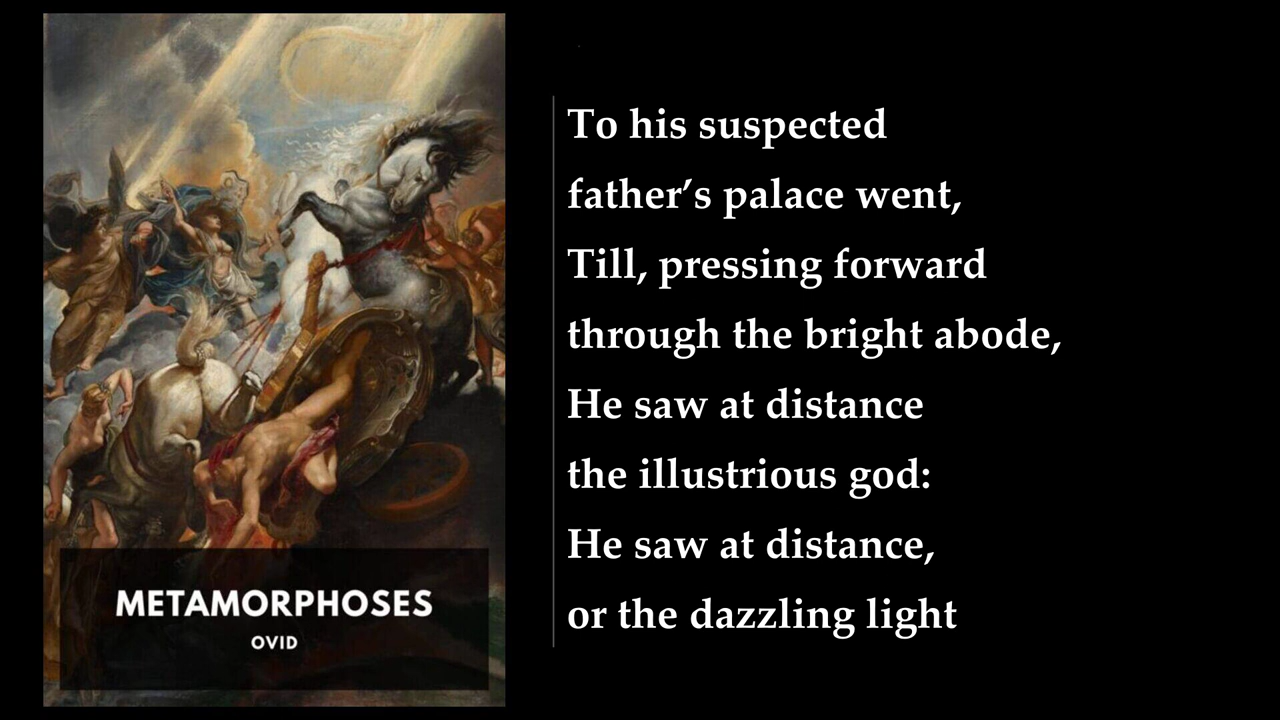 METAMORPHOSES
OVID
To his suspected
father’s palace went,
Till, pressing forward
through the bright abode,
He saw at distance
the illustrious god:
He saw at distance,
or the dazzling light